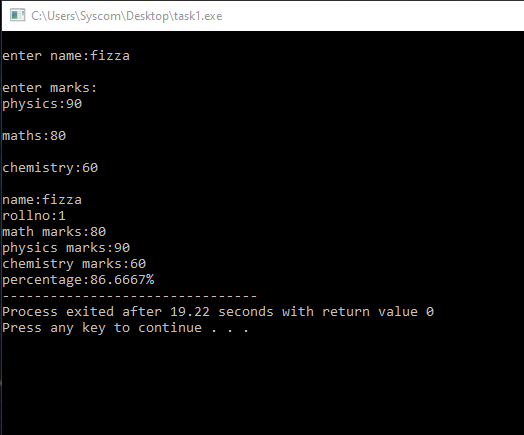 C:\Users\Syscom\Desktop\task1.exe
enter name:fizza
enter marks:
physics:90
maths:80
chemistry:60
name:fizza
rollno:1
math marks:80
physics marks:90
chemistry marks:60
percentage:86.6667%
--------------------------------
Process exited after 19.22 seconds with return value 0
Press any key to continue . . .